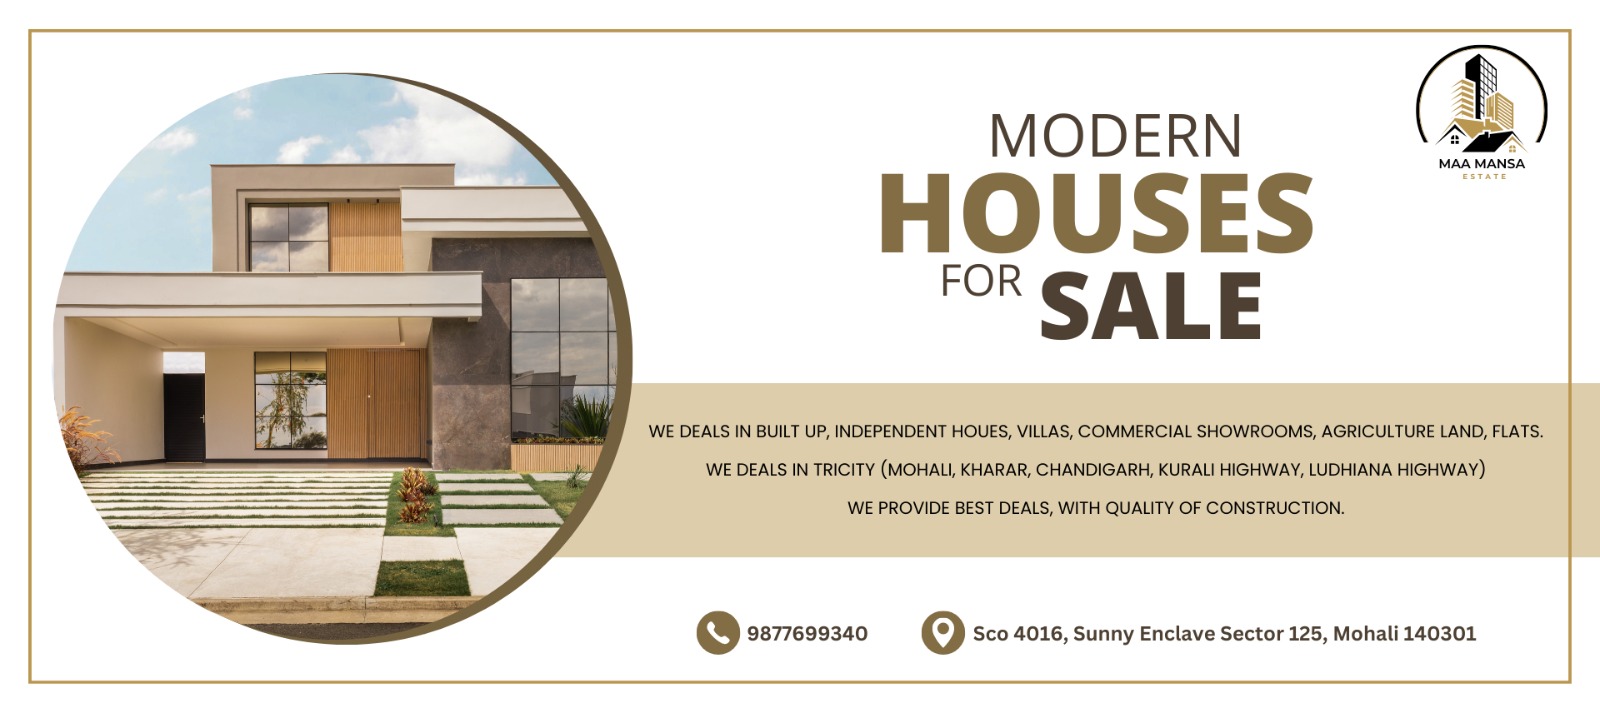 MODERN
HOUSES
FOR SALE
MAA MANSA
ESTATE
WE DEALS IN BUILT UP, INDEPENDENT HOUES, VILLAS, COMMERCIAL SHOWROOMS, AGRICULTURE LAND, FLATS.
WE DEALS IN TRICITY (MOHALI, KHARAR, CHANDIGARH, KURALI HIGHWAY, LUDHIANA HIGHWAY)
WE PROVIDE BEST DEALS, WITH QUALITY OF CONSTRUCTION.
9877699340
Sco 4016, Sunny Enclave Sector 125, Mohali 140301